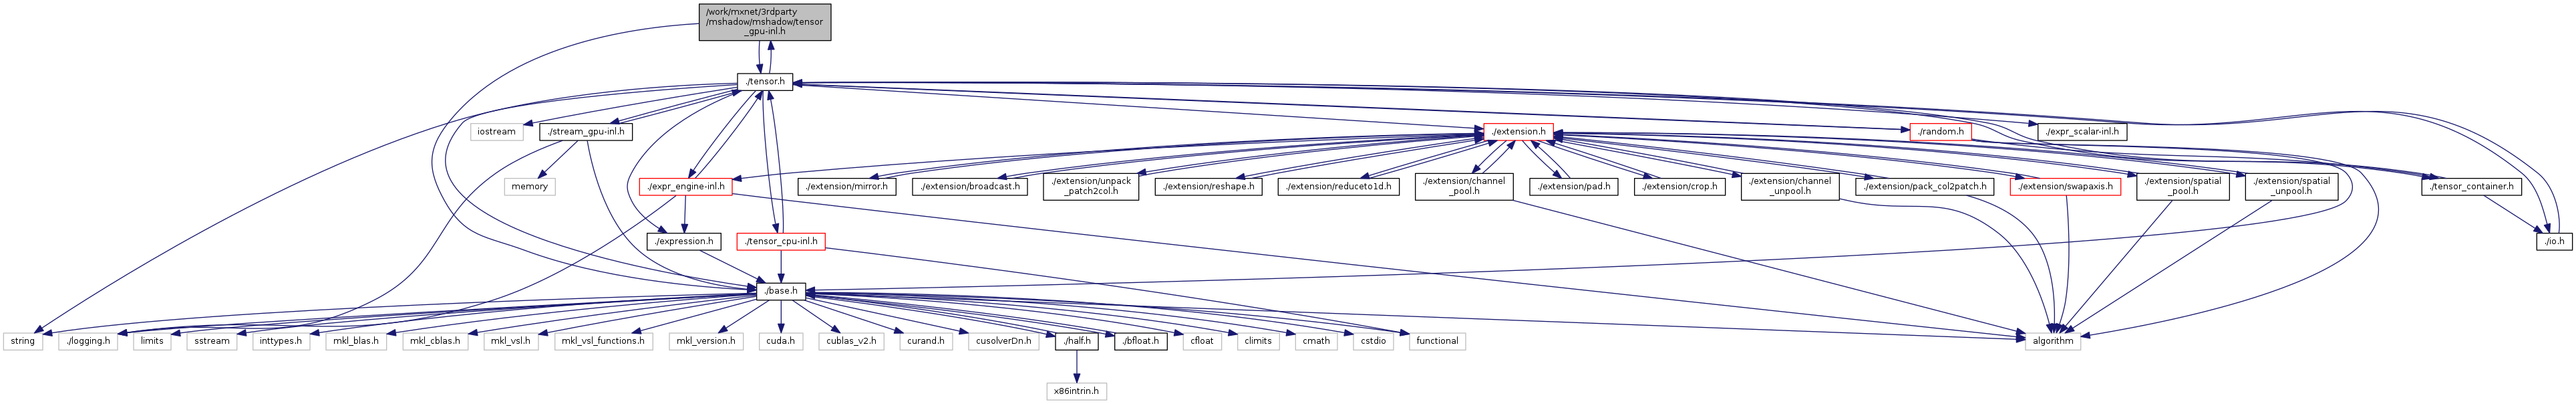 /work/mxnet/3rdparty
/mshadow/mshadow/tensor
_gpu-inl.h
./tensor.h
iostream
./stream_gpu-inl.h
./extension.h
./random.h
./expr_scalar-inl.h
memory
./expr_engine-inl.h
./extension/mirror.h
./extension/broadcast.h
./extension/unpack
_patch2col.h
./extension/reshape.h
./extension/reduceto1d.h
./extension/channel
_pool.h
./extension/pad.h
./extension/crop.h
./extension/channel
_unpool.h
./extension/pack_col2patch.h
./extension/swapaxis.h
./extension/spatial
_pool.h
./extension/spatial
_unpool.h
./tensor_container.h
./expression.h
./tensor_cpu-inl.h
./io.h
./base.h
string
./logging.h
limits
sstream
inttypes.h
mkl_blas.h
mkl_cblas.h
mkl_vsl.h
mkl_vsl_functions.h
mkl_version.h
cuda.h
cublas_v2.h
curand.h
cusolverDn.h
./half.h
./bfloat.h
cfloat
climits
cmath
cstdio
functional
algorithm
x86intrin.h